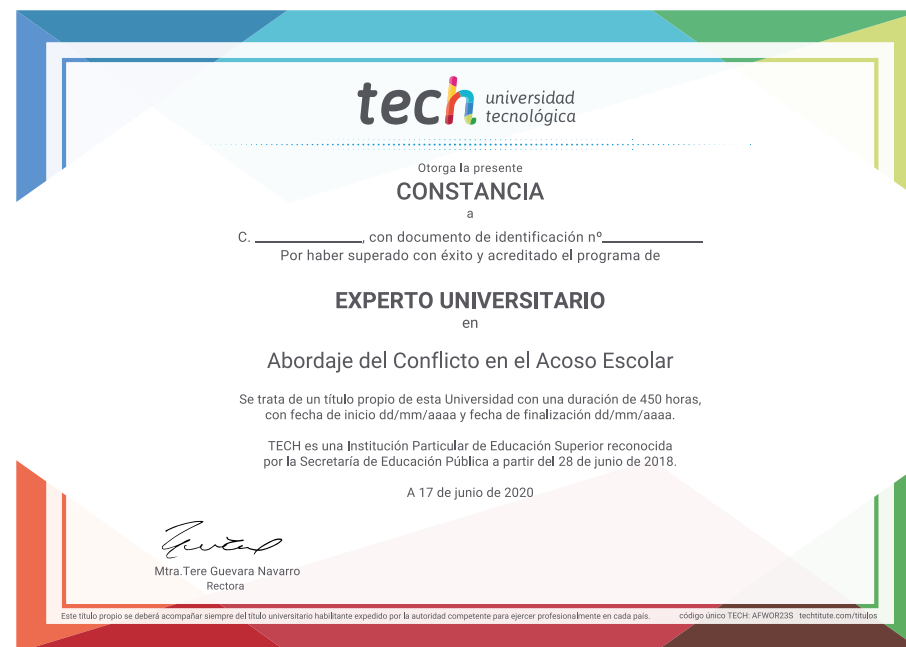 tech universidad
tecnológica
Otorga la presente
CONSTANCIA
a
C. ____________, con documento de identificación nº____________
Por haber superado con éxito y acreditado el programa de
EXPERTO UNIVERSITARIO
en
Abordaje del Conflicto en el Acoso Escolar
Se trata de un título propio de esta Universidad con una duración de 450 horas,
con fecha de inicio dd/mm/aaaa y fecha de finalización dd/mm/aaaa.
TECH es una Institución Particular de Educación Superior reconocida
por la Secretaría de Educación Pública a partir del 28 de junio de 2018.
A 17 de junio de 2020
Mtra.Tere Guevara Navarro
Rectora
Este título propio se deberá acompañar siempre del título universitario habilitante expedido por la autoridad competente para ejercer profesionalmente en cada país. código único TECH: AFWOR23S techtitute.com/titulos